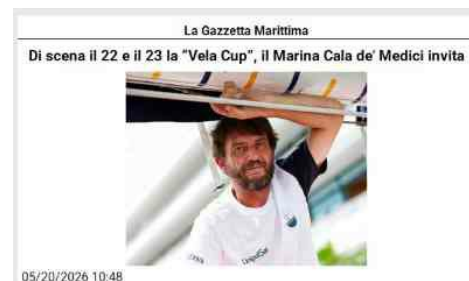 La Gazzetta Marittima
Di scena il 22 e il 23 la “Vela Cup”, il Marina Cala de’ Medici invita
05/20/2026 10:48